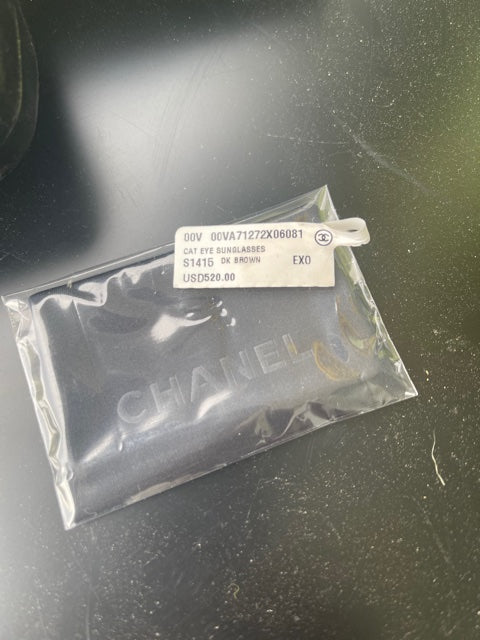 00V 00VA71272X06081
CAT EYE SUNGLASSES
S1415 DK BROWN EXO
USD520.00
CHANEL